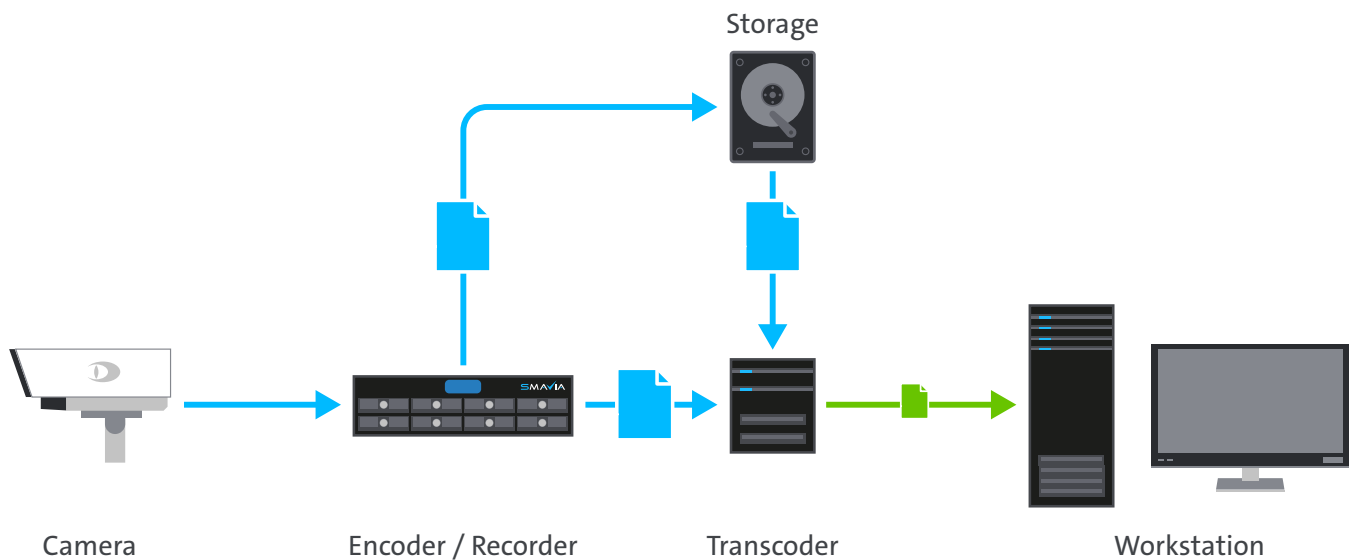 Storage
SMAVIA
Camera
Encoder / Recorder
Transcoder
Workstation